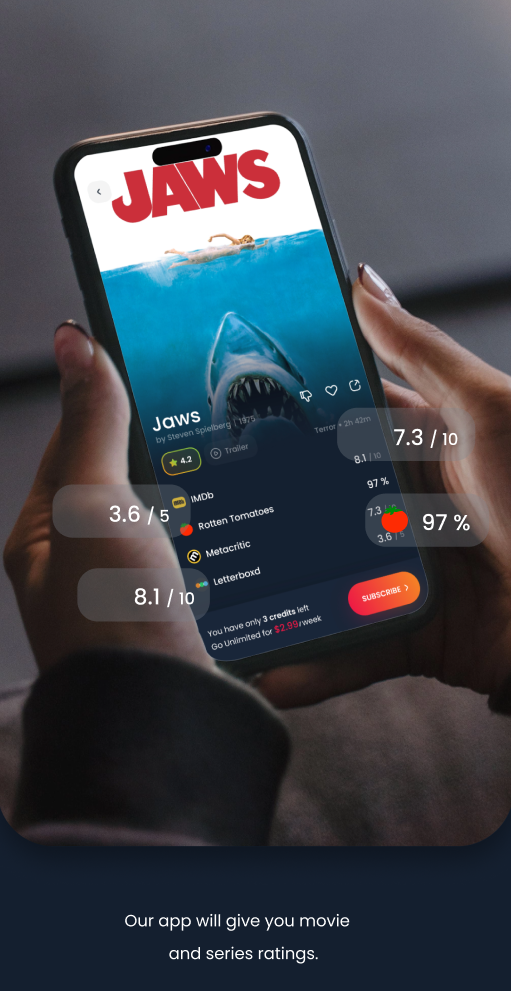 JAWS
Jaws
by Steven Spielberg | 1975
Terror • 2h 42m
4.2
Trailer
7.3 / 10
IMDb
8.1 / 10
Rotten Tomatoes
97 %
Metacritic
7.3 /
Letterboxd
3.6 / 5
3.6 / 5
97 %
8.1 / 10
You have only 3 credits left
Go Unlimited for $2.99/week
SUBSCRIBE >
Our app will give you movie
and series ratings.